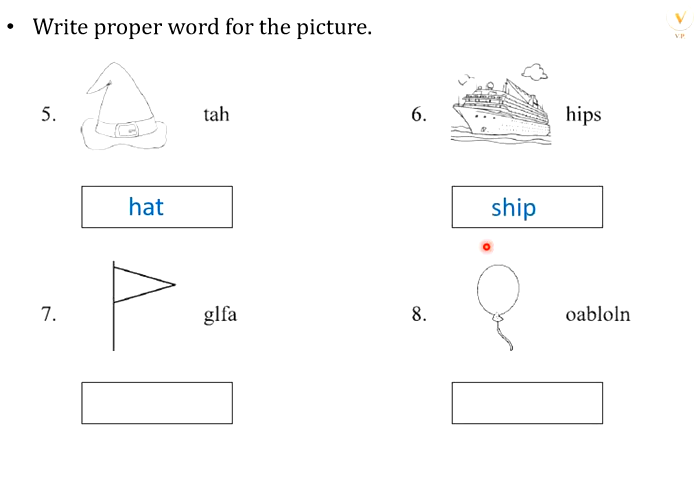 • Write proper word for the picture.
V.P.
5. tah
6. hips
hat
ship
7. glfa
8. oabloln